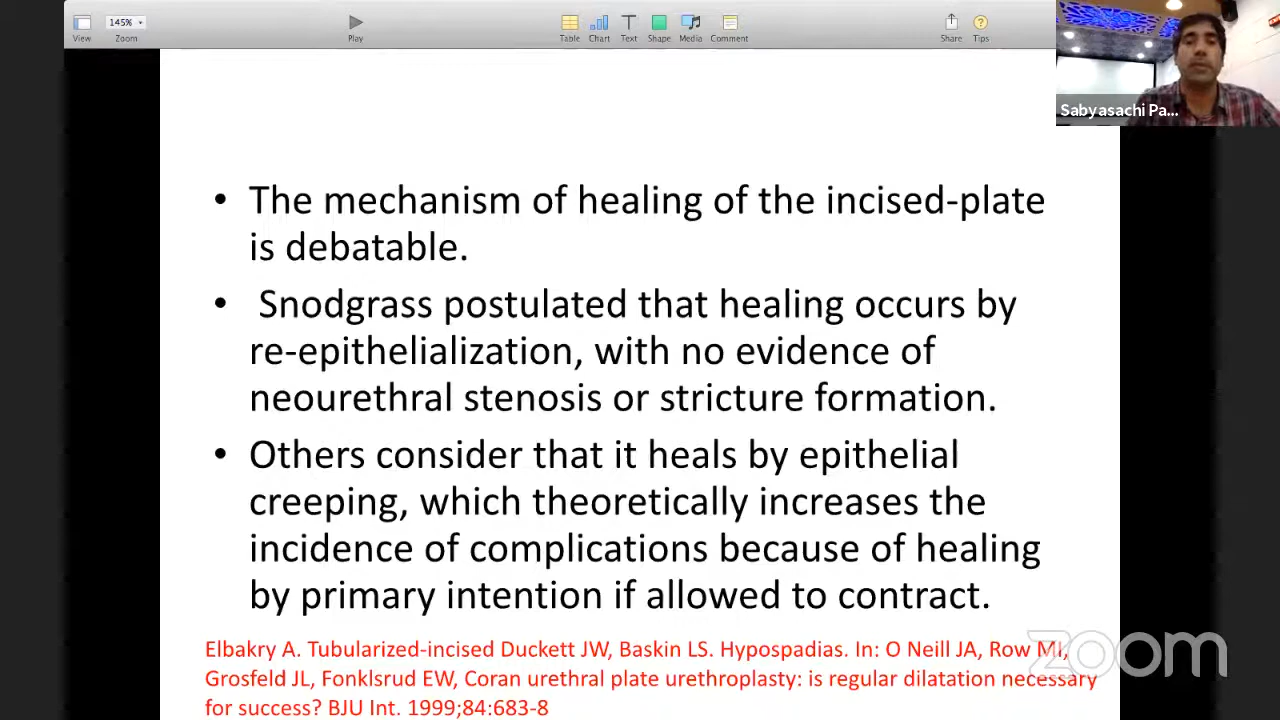 145%
View
Zoom
Play
Table
Chart
Text
Shape
Media
Comment
Share
Tips
Sabyasachi Pa...
• The mechanism of healing of the incised-plate
is debatable.
• Snodgrass postulated that healing occurs by
re-epithelialization, with no evidence of
neourethral stenosis or stricture formation.
• Others consider that it heals by epithelial
creeping, which theoretically increases the
incidence of complications because of healing
by primary intention if allowed to contract.
Elbakry A. Tubularized-incised Duckett JW, Baskin LS. Hypospadias. In: O Neill JA, Row MI,
Grosfeld JL, Fonklsrud EW, Coran urethral plate urethroplasty: is regular dilatation necessary
for success? BJU Int. 1999;84:683-8
zoom